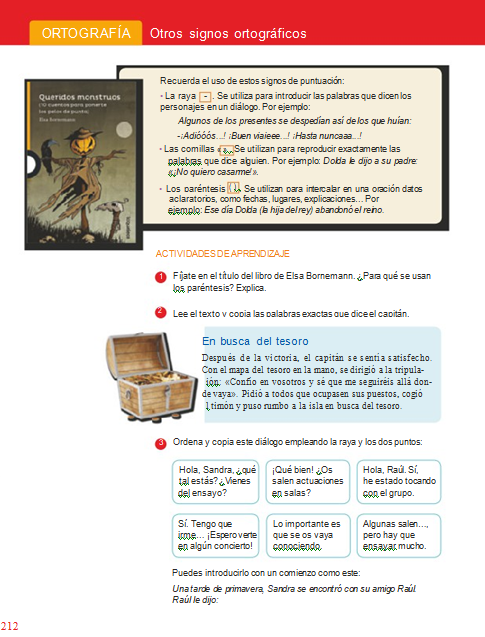 ORTOGRAFÍA Otros signos ortográficos
Queridos monstruos
(10 cuentos para ponerte
los pelos de punta)
Elsa Bornemann
Recuerda el uso de estos signos de puntuación:
• La raya - . Se utiliza para introducir las palabras que dicen los
personajes en un diálogo. Por ejemplo:
Algunos de los presentes se despedían así de los que huían:
-¡Adióóós...! ¡Buen viaieee...! ¡Hasta nuncaaa...!
• Las comillas « ». Se utilizan para reproducir exactamente las
palabras que dice alguien. Por ejemplo: Dolda le dijo a su padre:
«¡No quiero casarme!».
• Los paréntesis ( ). Se utilizan para intercalar en una oración datos
aclaratorios, como fechas, lugares, explicaciones... Por
ejemplo: Ese día Dolda (la hija del rey) abandonó el reino.
ACTIVIDADES DE APRENDIZAJE
1 Fíjate en el título del libro de Elsa Bornemann. ¿Para qué se usan
los paréntesis? Explica.
2 Lee el texto y copia las palabras exactas que dice el capitán.
En busca del tesoro
Después de la victoria, el capitán se sentía satisfecho.
Con el mapa del tesoro en la mano, se dirigió a la tripula-
ión: «Confío en vosotros y sé que me seguiréis allá don-
de vaya». Pidió a todos que ocupasen sus puestos, cogió
l timón y puso rumbo a la isla en busca del tesoro.
3 Ordena y copia este diálogo empleando la raya y los dos puntos:
Hola, Sandra, ¿qué
tal estás? ¿Vienes
del ensayo?
¡Qué bien! ¿Os
salen actuaciones
en salas?
Hola, Raúl. Sí,
he estado tocando
con el grupo.
Sí. Tengo que
irme... ¡Espero verte
en algún concierto!
Lo importante es
que se os vaya
conociendo.
Algunas salen...,
pero hay que
ensayar mucho.
Puedes introducirlo con un comienzo como este:
Una tarde de primavera, Sandra se encontró con su amigo Raúl.
Raúl le dijo:
212